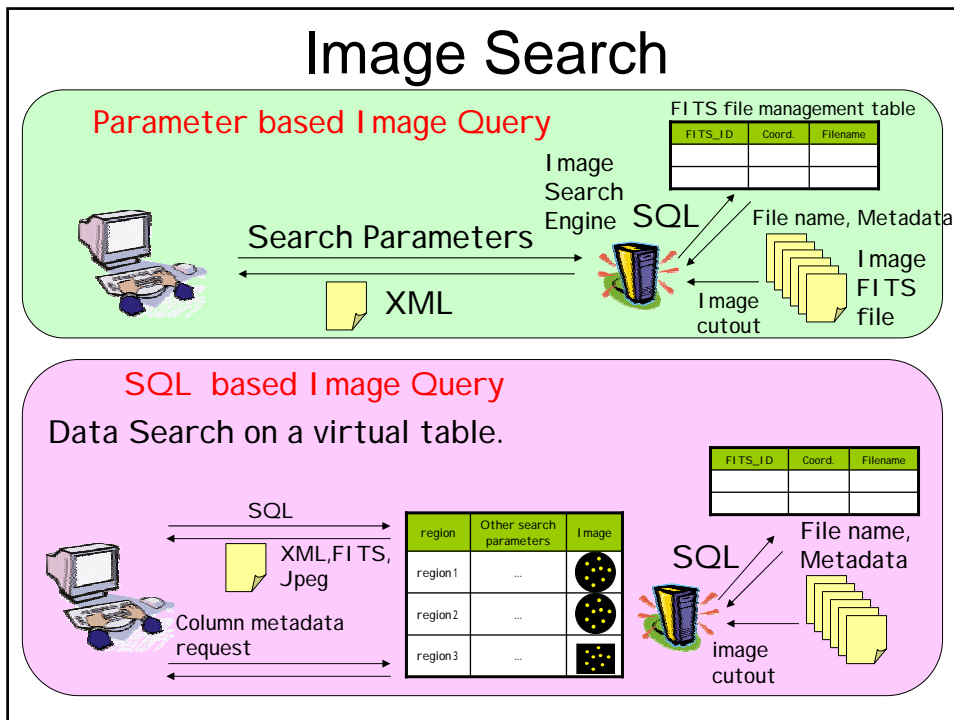 Image Search
Parameter based Image Query
FITS file management table
FITS_ID Coord. Filename
Image
Search
Engine
SQL
File name, Metadata
Search Parameters
XML
Image
cutout
Image
FITS
file
SQL based Image Query
Data Search on a virtual table.
FITS_ID Coord. Filename
SQL
XML,FITS,
Jpeg
Column metadata
request
region Other search parameters Image
region1 ...
region2 ...
region3 ...
SQL
File name,
Metadata
image
cutout